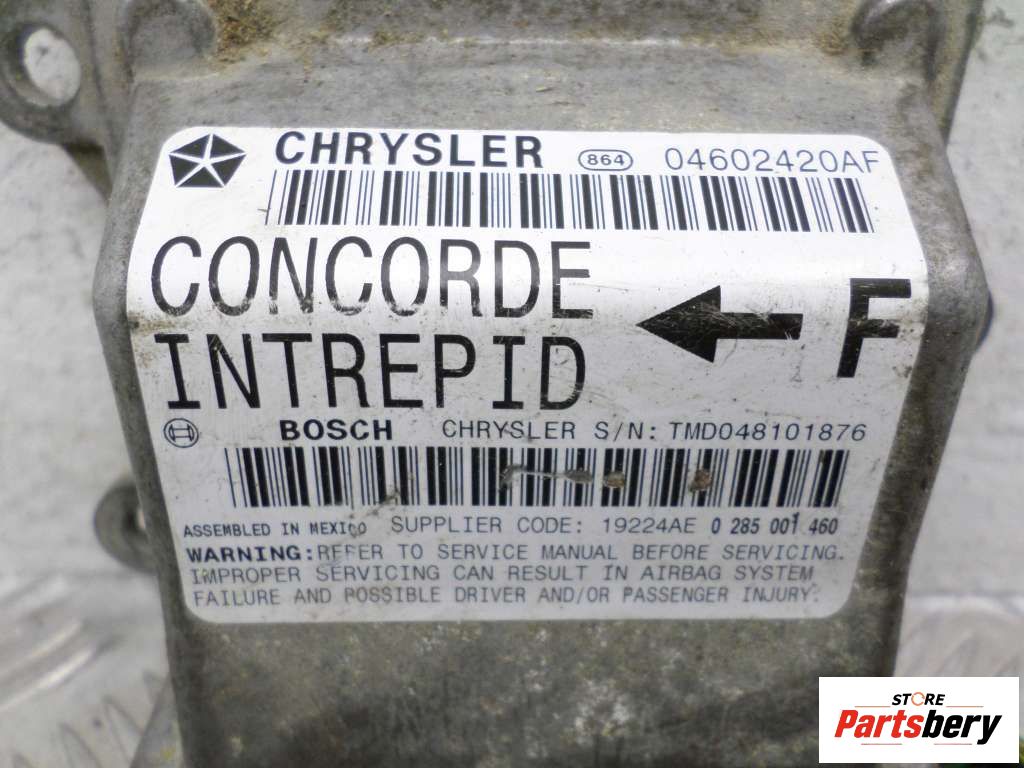 CHRYSLER 864 04602420AF
CONCORDE
INTREPID
F
BOSCH CHRYSLER S/N: TMD048101876
ASSEMBLED IN MEXICO SUPPLIER CODE: 19224AE 0 285 001 460
WARNING:REFER TO SERVICE MANUAL BEFORE SERVICING.
IMPROPER SERVICING CAN RESULT IN AIRBAG SYSTEM
FAILURE AND POSSIBLE DRIVER AND/OR PASSENGER INJURY.
STORE
Partsbery